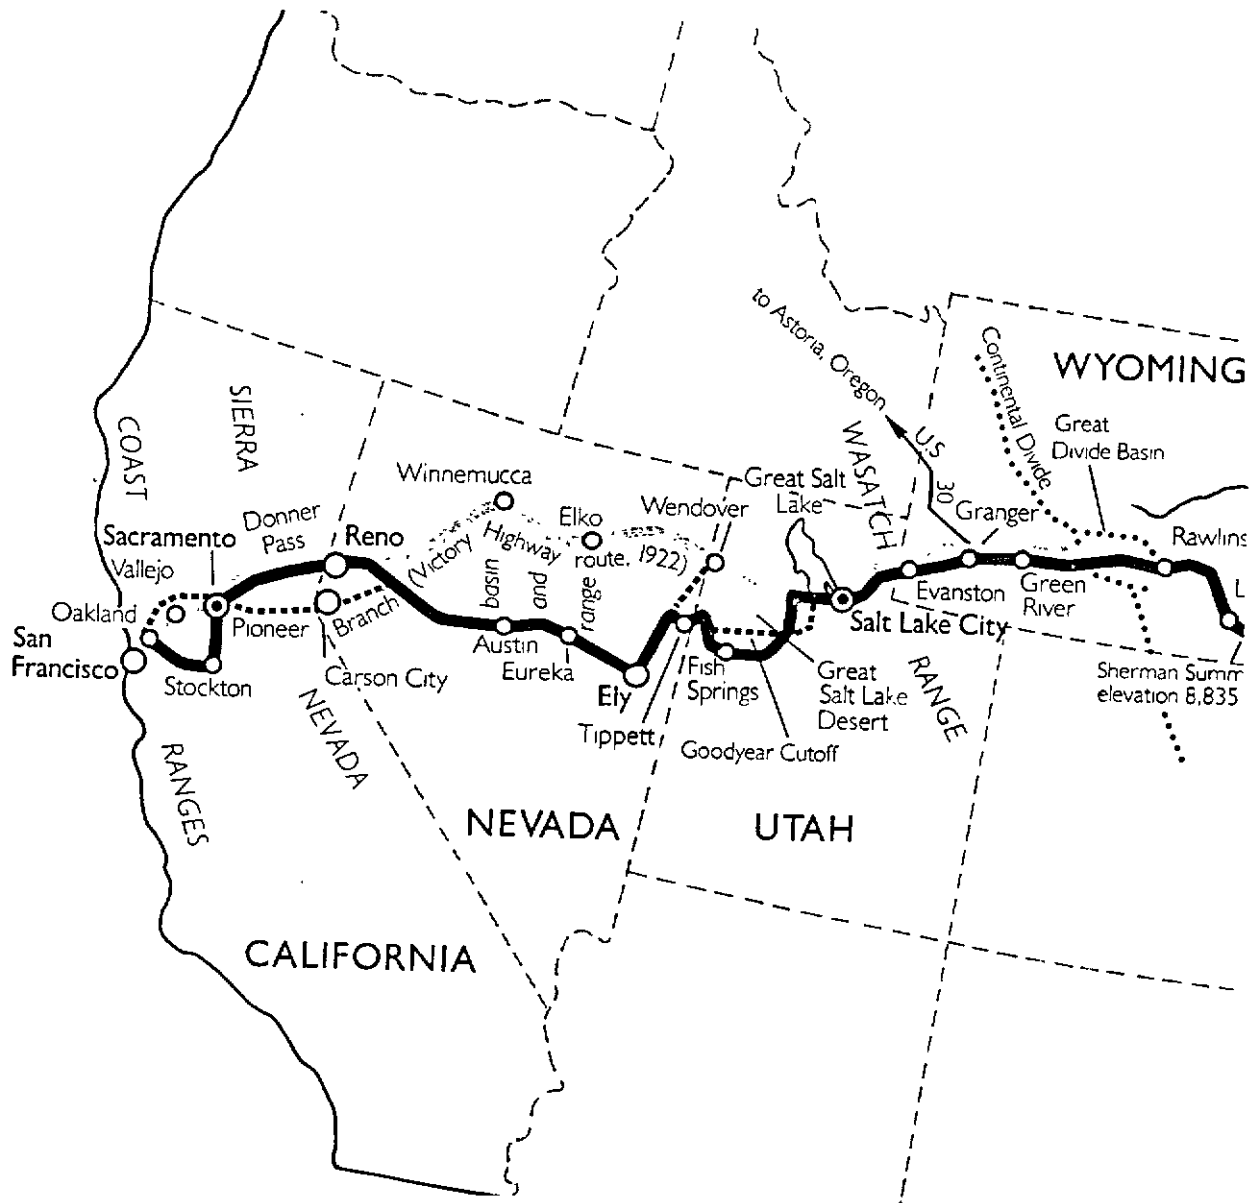 to Astoria, Oregon
Continental Divide
WYOMING
Great
Divide Basin
U.S. 30
WASATCH
RANGE
SIERRA
NEVADA
COAST
RANGES
Winnemucca
Great Salt
Lake
Wendover
Elko
Donner
Pass
Granger
Sacramento
Reno
(Victory Highway route, 1922)
basin and range
Rawlins
Vallejo
Oakland
Pioneer Branch
Evanston
Green
River
San
Francisco
Stockton
Carson City
Austin
Eureka
Ely
Tippett
Fish
Springs
Goodyear Cutoff
Great
Salt Lake
Desert
Salt Lake City
L
Sherman Summ
elevation 8,835
NEVADA
UTAH
CALIFORNIA